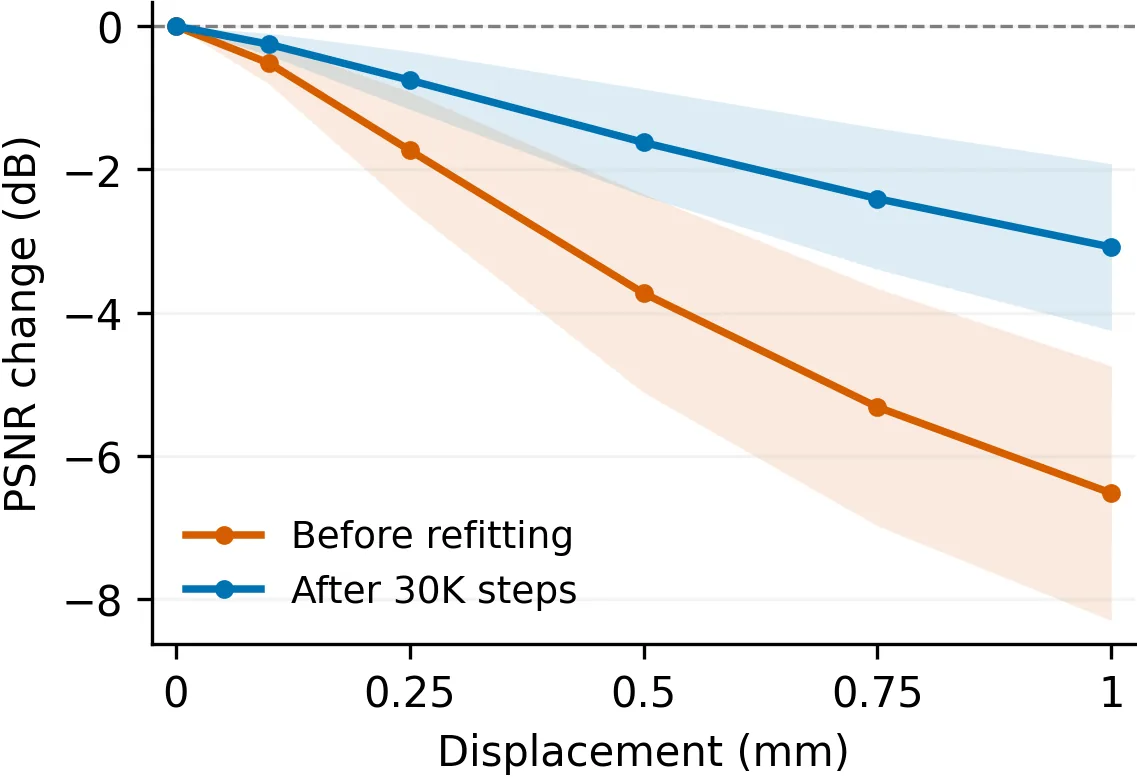 PSNR change (dB)
0
−2
−4
−6
−8
Before refitting
After 30K steps
0 0.25 0.5 0.75 1
Displacement (mm)